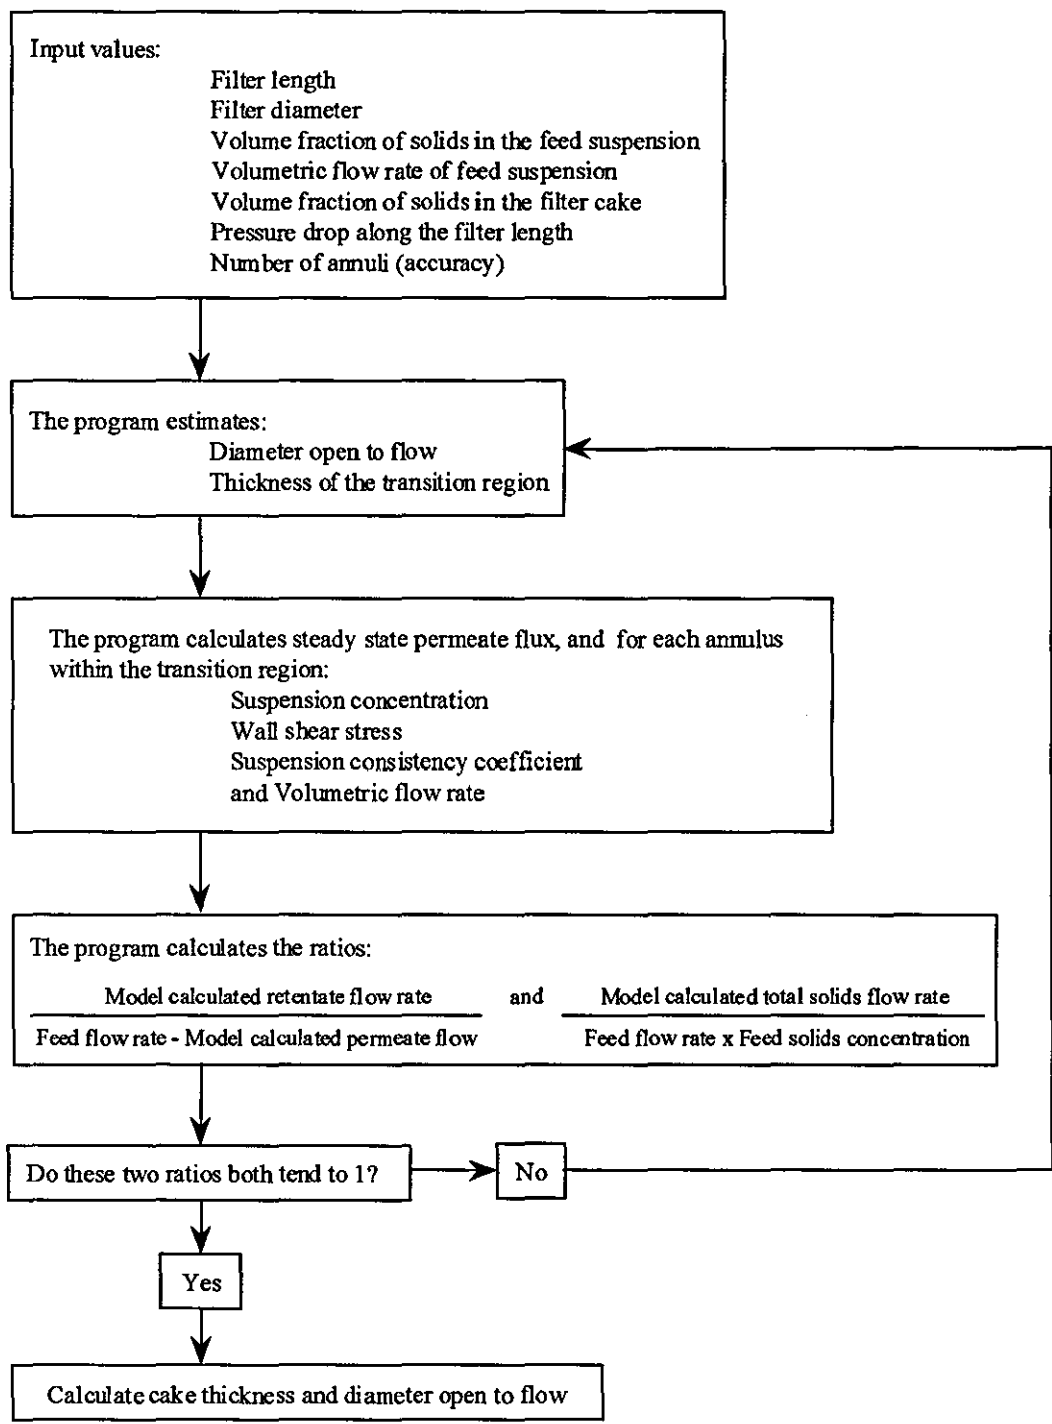 Input values:
Filter length
Filter diameter
Volume fraction of solids in the feed suspension
Volumetric flow rate of feed suspension
Volume fraction of solids in the filter cake
Pressure drop along the filter length
Number of annuli (accuracy)
The program estimates:
Diameter open to flow
Thickness of the transition region
The program calculates steady state permeate flux, and for each annulus
within the transition region:
Suspension concentration
Wall shear stress
Suspension consistency coefficient
and Volumetric flow rate
The program calculates the ratios:
Model calculated retentate flow rate
Feed flow rate - Model calculated permeate flow
and
Model calculated total solids flow rate
Feed flow rate x Feed solids concentration
Do these two ratios both tend to 1?
No
Yes
Calculate cake thickness and diameter open to flow